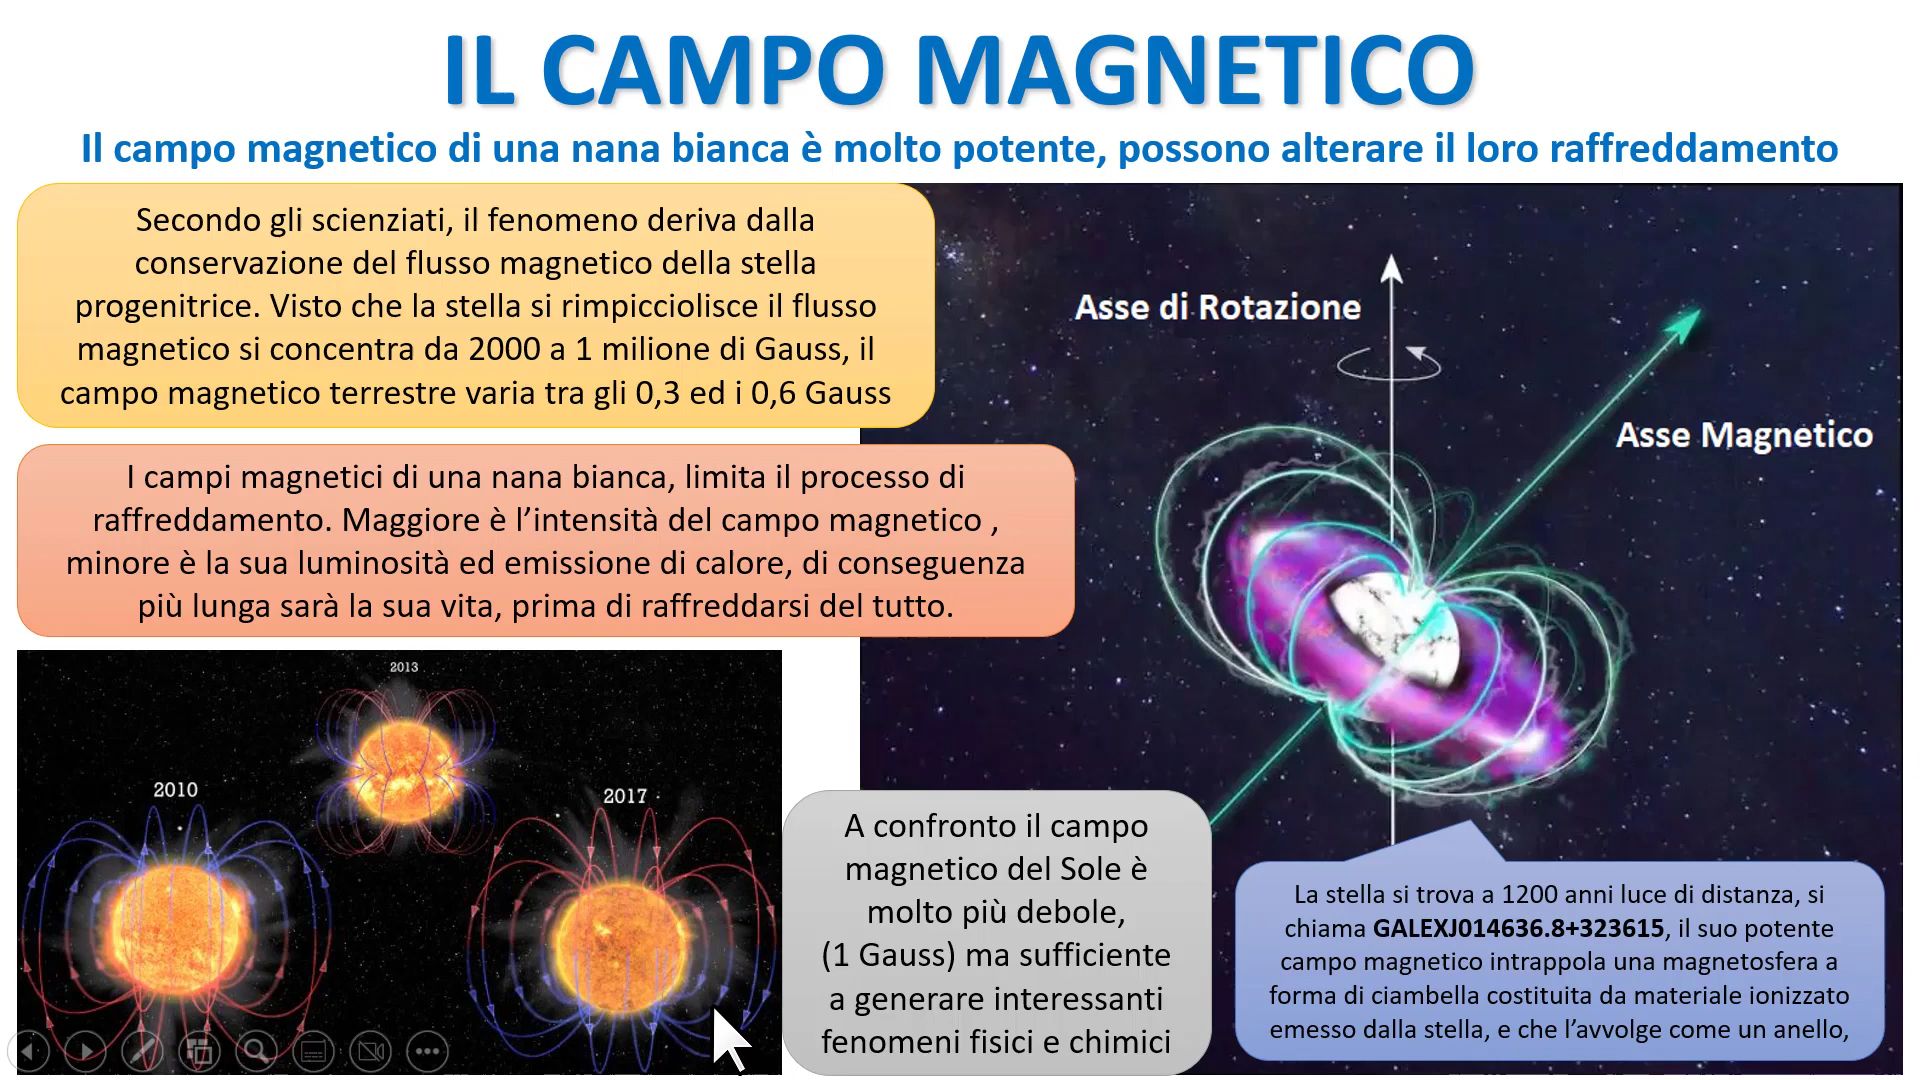 IL CAMPO MAGNETICO
Il campo magnetico di una nana bianca è molto potente, possono alterare il loro raffreddamento
Secondo gli scienziati, il fenomeno deriva dalla
conservazione del flusso magnetico della stella
progenitrice. Visto che la stella si rimpicciolisce il flusso
magnetico si concentra da 2000 a 1 milione di Gauss, il
campo magnetico terrestre varia tra gli 0,3 ed i 0,6 Gauss
I campi magnetici di una nana bianca, limita il processo di
raffreddamento. Maggiore è l’intensità del campo magnetico ,
minore è la sua luminosità ed emissione di calore, di conseguenza
più lunga sarà la sua vita, prima di raffreddarsi del tutto.
Asse di Rotazione
Asse Magnetico
2013
2010
2017
A confronto il campo
magnetico del Sole è
molto più debole,
(1 Gauss) ma sufficiente
a generare interessanti
fenomeni fisici e chimici
La stella si trova a 1200 anni luce di distanza, si
chiama GALEXJ014636.8+323615, il suo potente
campo magnetico intrappola una magnetosfera a
forma di ciambella costituita da materiale ionizzato
emesso dalla stella, e che l’avvolge come un anello,